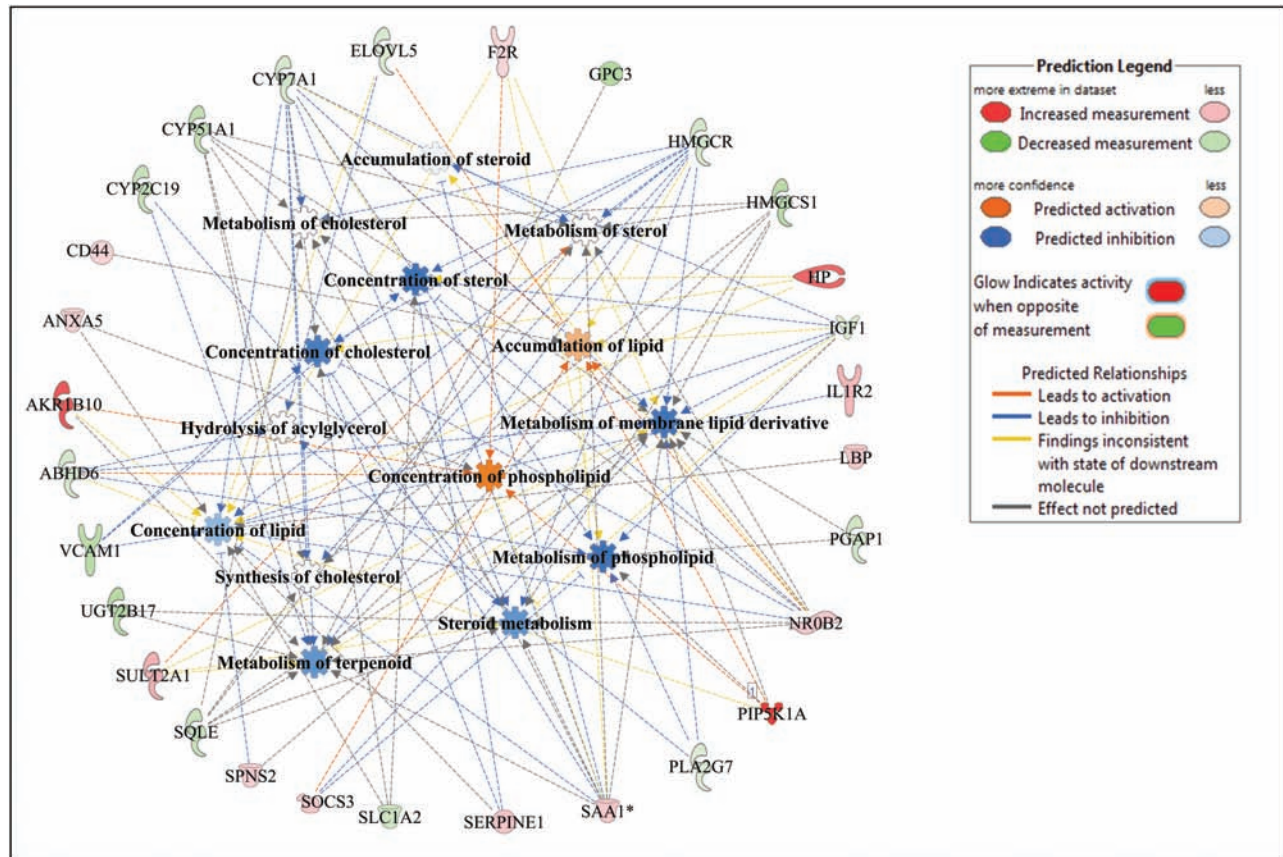 ELOVL5
F2R
GPC3
CYP7A1
CYP51A1
HMGCR
Accumulation of steroid
CYP2C19
HMGCS1
Metabolism of cholesterol
Metabolism of sterol
CD44
HP
Concentration of sterol
ANXA5
IGF1
Concentration of cholesterol
Accumulation of lipid
AKR1B10
IL1R2
Hydrolysis of acylglycerol
Metabolism of membrane lipid derivative
LBP
ABHD6
Concentration of phospholipid
Concentration of lipid
PGAP1
VCAM1
Metabolism of phospholipid
Synthesis of cholesterol
UGT2B17
Steroid metabolism
NR0B2
SULT2A1
Metabolism of terpenoid
1
PIP5K1A
SQLE
PLA2G7
SPNS2
SOCS3
SLC1A2
SERPINE1
SAA1*
Prediction Legend
more extreme in dataset less
Increased measurement
Decreased measurement
more confidence less
Predicted activation
Predicted inhibition
Glow Indicates activity
when opposite
of measurement
Predicted Relationships
Leads to activation
Leads to inhibition
Findings inconsistent
with state of downstream
molecule
Effect not predicted